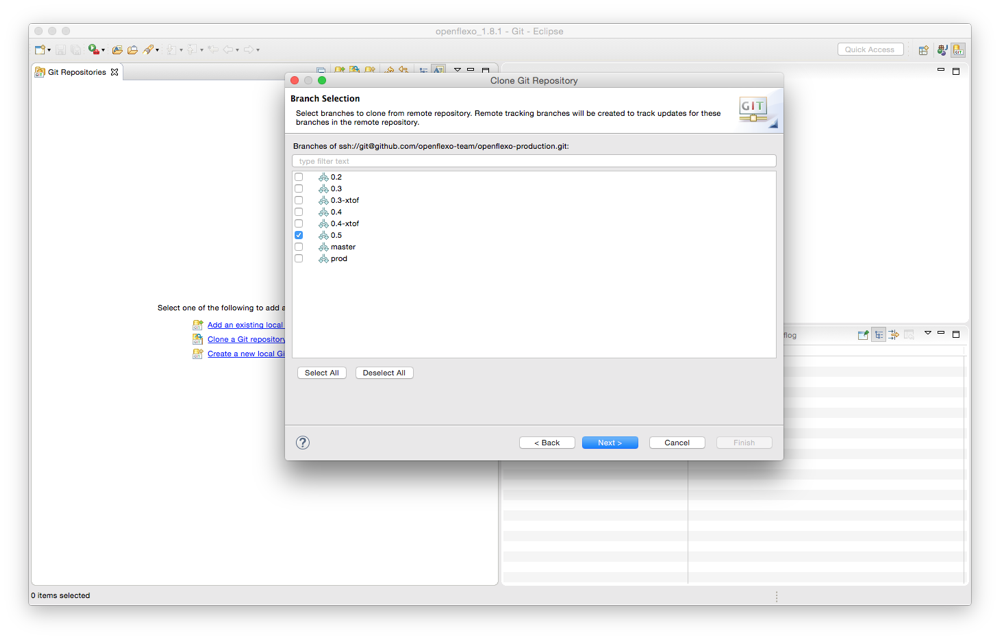 openflexo_1.8.1 - Git - Eclipse
Quick Access
Git Repositories
Clone Git Repository
Branch Selection
Select branches to clone from remote repository. Remote tracking branches will be created to track updates for these
branches in the remote repository.
GIT
Branches of ssh://git@github.com/openflexo-team/openflexo-production.git:
type filter text
0.2
0.3
0.3-xtof
0.4
0.4-xtof
0.5
master
prod
Select one of the following to add a
Add an existing local
Clone a Git repository
Create a new local Gi
flog
Select All
Deselect All
?
< Back
Next >
Cancel
Finish
0 items selected